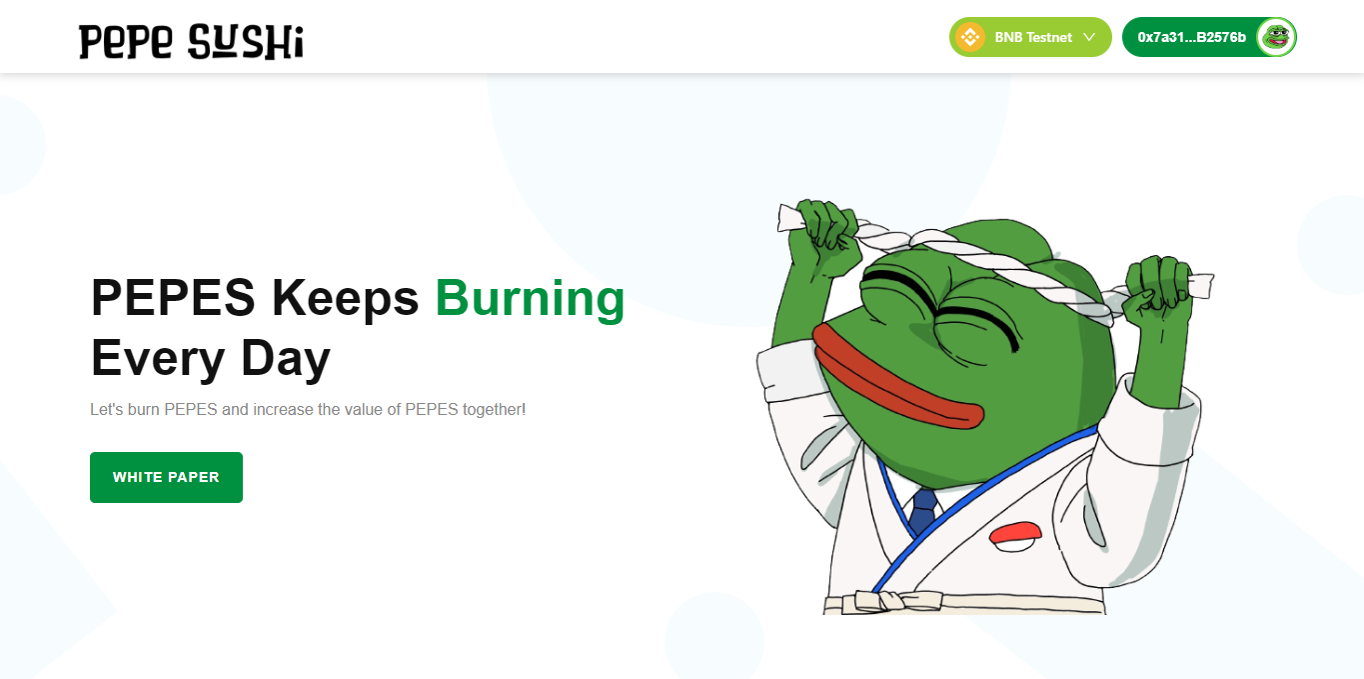 PEPE SUSHi
BNB Testnet
0x7a31...B2576b
PEPES Keeps Burning
Every Day
Let's burn PEPES and increase the value of PEPES together!
WHITE PAPER